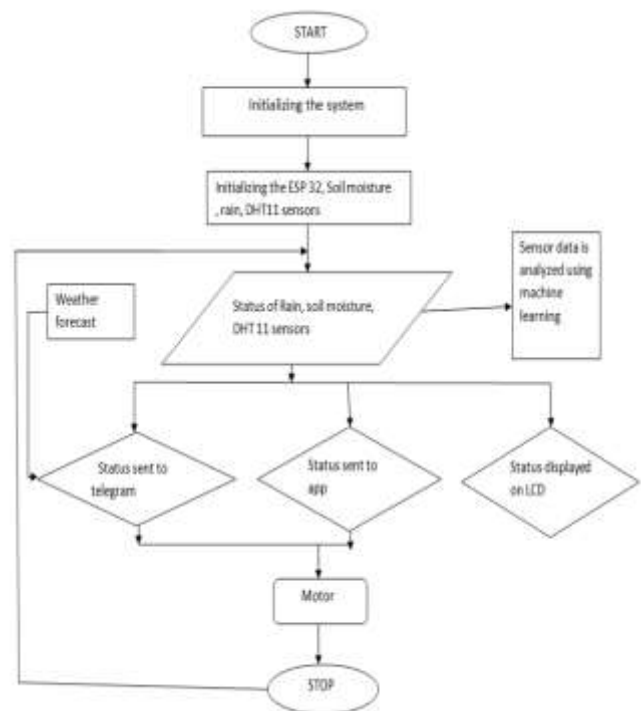 START
Initializing the system
Initializing the ESP 32, Soil moisture
, rain, DHT11 sensors
Sensor data is
analyzed using
machine
learning
Weather
forecast
Status of Rain, soil moisture,
DHT 11 sensors
Status sent to
telegram
Status sent to
app
Status displayed
on LCD
Motor
STOP